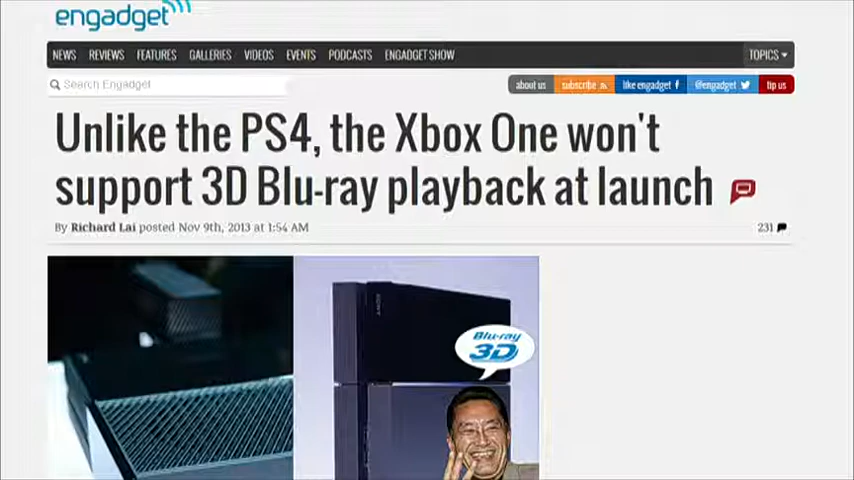 engadget
NEWS REVIEWS FEATURES GALLERIES VIDEOS EVENTS PODCASTS ENGADGET SHOW TOPICS
Search Engadget
about us subscribe like engadget f @engadget tip us
Unlike the PS4, the Xbox One won't
support 3D Blu-ray playback at launch
By Richard Lai posted Nov 9th, 2013 at 1:54 AM
231
SONY
Blu-ray
3D